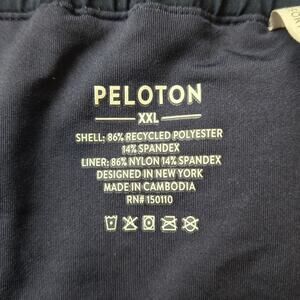 PELOTON
XXL
SHELL: 86% RECYCLED POLYESTER
14% SPANDEX
LINER: 86% NYLON 14% SPANDEX
DESIGNED IN NEW YORK
MADE IN CAMBODIA
RN# 150110